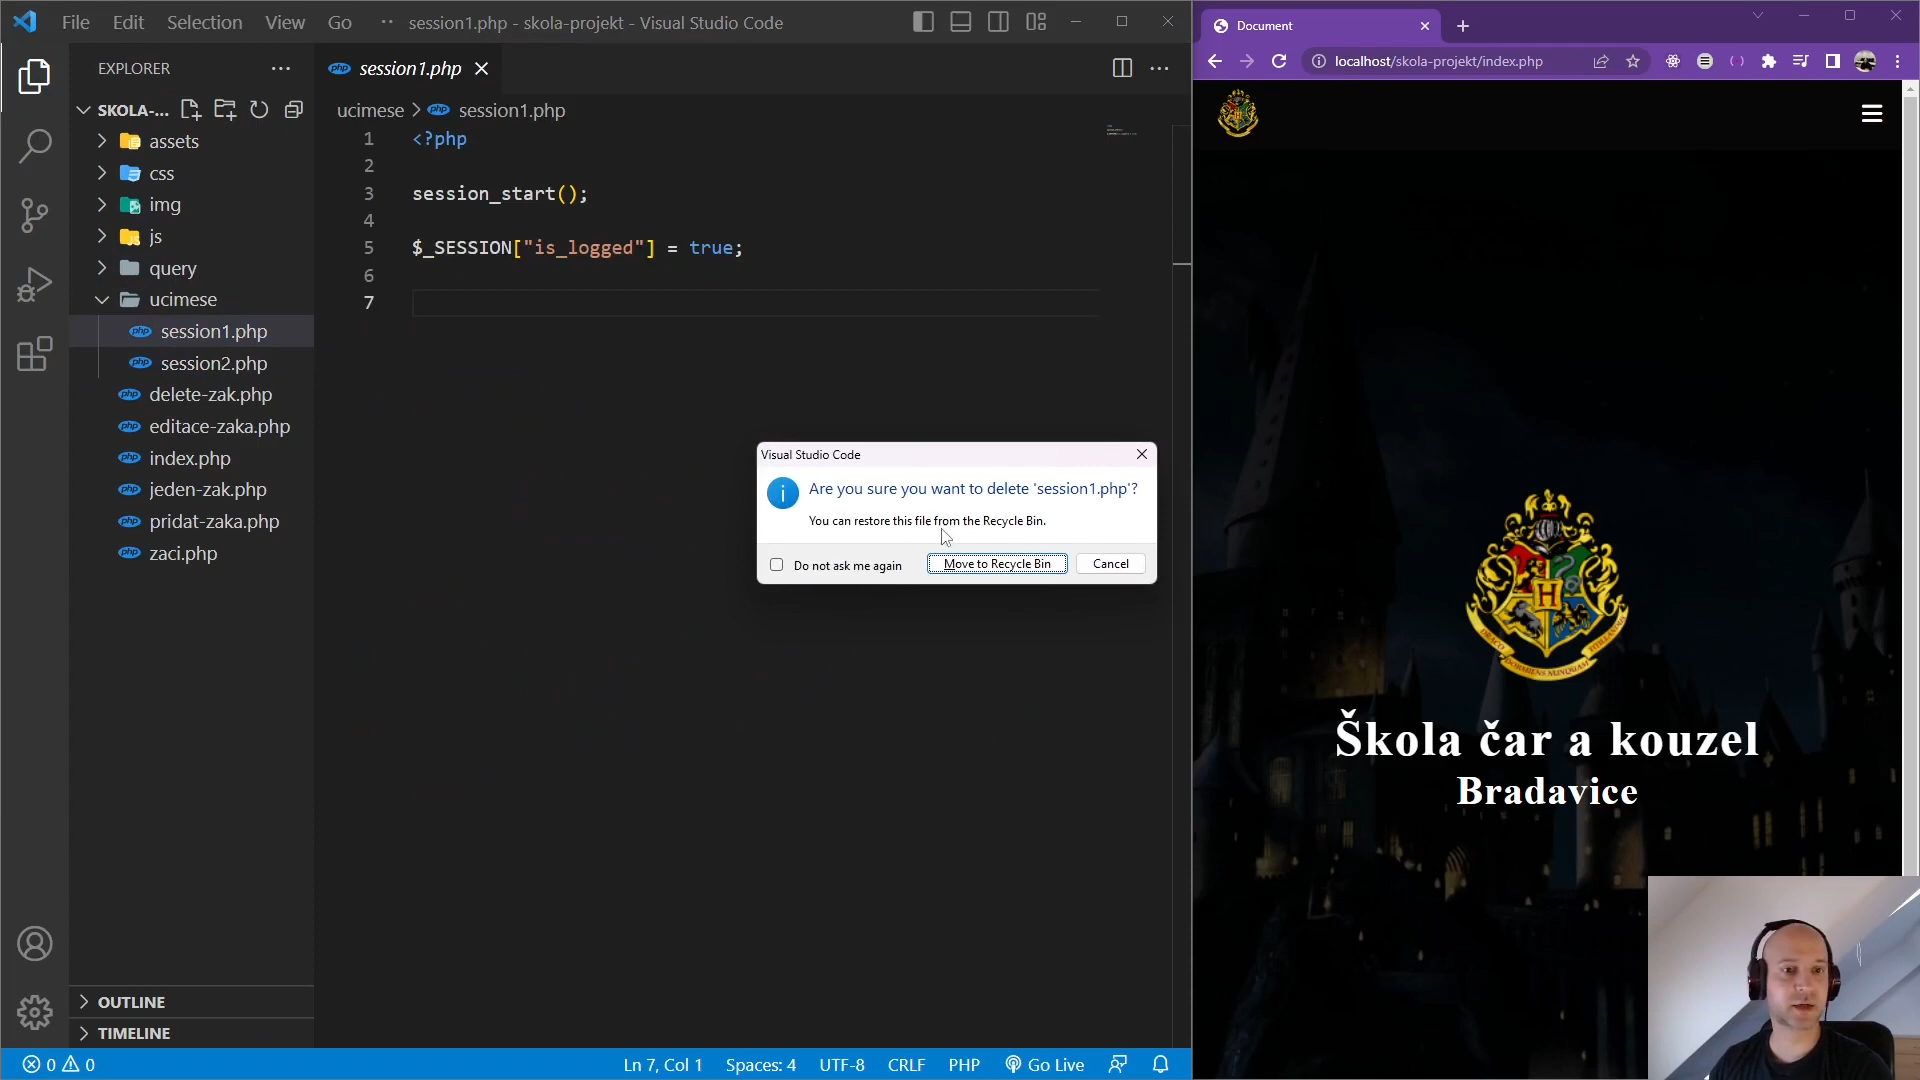 File Edit Selection View Go ·· session1.php - skola-projekt - Visual Studio Code
EXPLORER
SKOLA-...
assets
css
img
js
query
ucimese
session1.php
session2.php
delete-zak.php
editace-zaka.php
index.php
jeden-zak.php
pridat-zaka.php
zaci.php
OUTLINE
TIMELINE
session1.php
ucimese > session1.php
1 <?php
2
3 session_start();
4
5 $_SESSION["is_logged"] = true;
6
7
Visual Studio Code
Are you sure you want to delete 'session1.php'?
You can restore this file from the Recycle Bin.
Do not ask me again
Move to Recycle Bin
Cancel
0 0
Ln 7, Col 1 Spaces: 4 UTF-8 CRLF PHP Go Live
Document
localhost/skola-projekt/index.php
H
Škola čar a kouzel
Bradavice